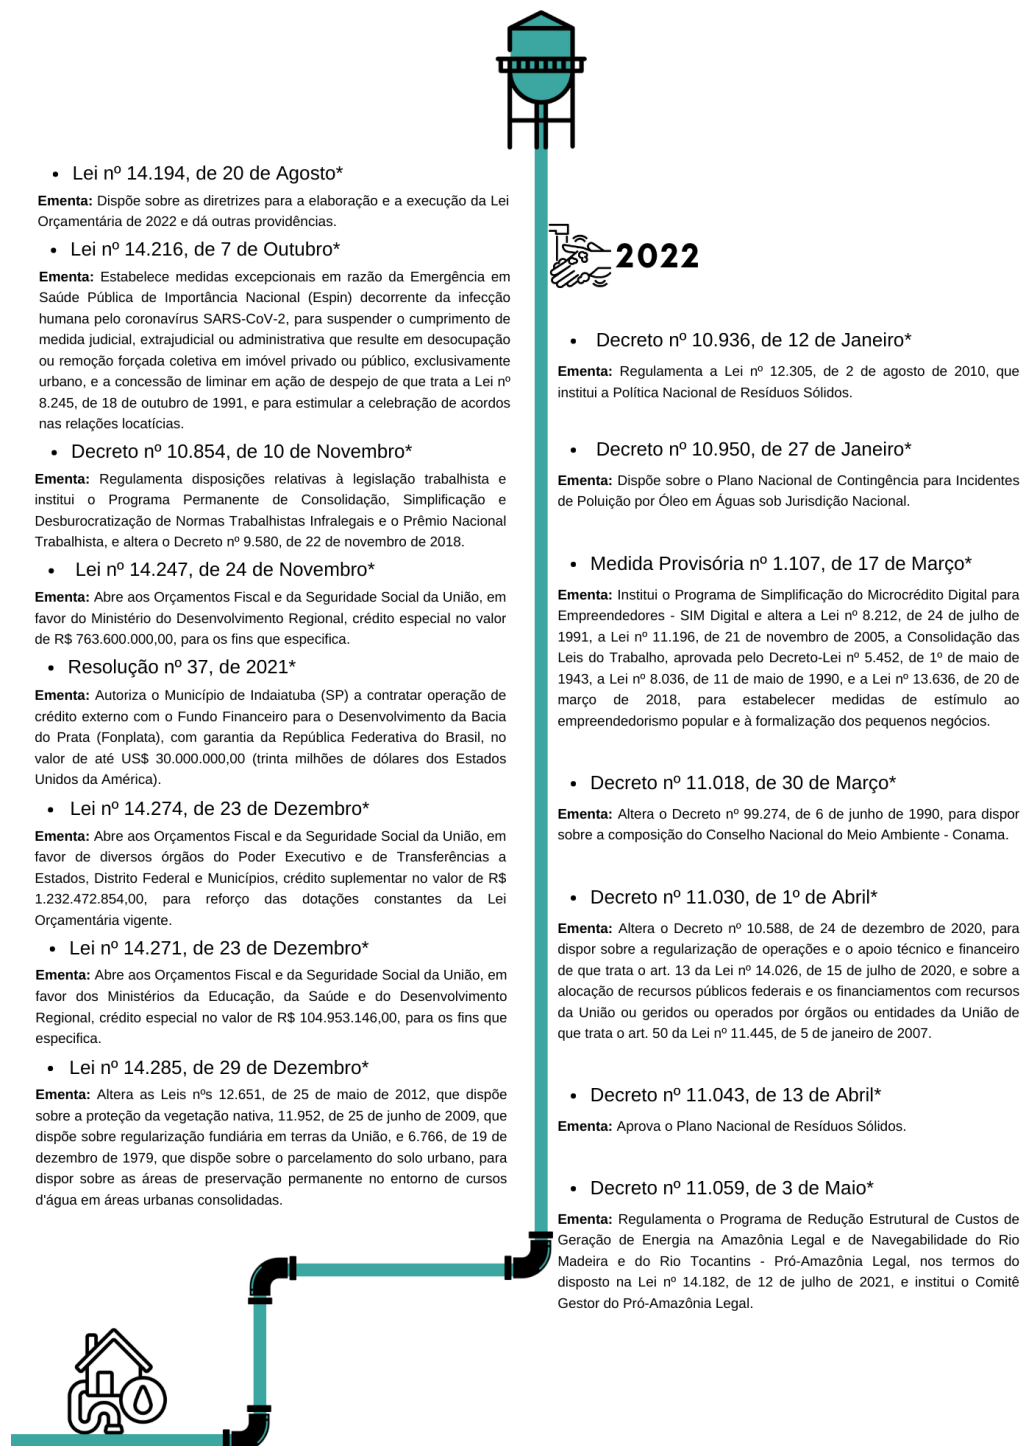 • Lei nº 14.194, de 20 de Agosto*
Ementa: Dispõe sobre as diretrizes para a elaboração e a execução da Lei
Orçamentária de 2022 e dá outras providências.
• Lei nº 14.216, de 7 de Outubro*
Ementa: Estabelece medidas excepcionais em razão da Emergência em
Saúde Pública de Importância Nacional (Espin) decorrente da infecção
humana pelo coronavírus SARS-CoV-2, para suspender o cumprimento de
medida judicial, extrajudicial ou administrativa que resulte em desocupação
ou remoção forçada coletiva em imóvel privado ou público, exclusivamente
urbano, e a concessão de liminar em ação de despejo de que trata a Lei nº
8.245, de 18 de outubro de 1991, e para estimular a celebração de acordos
nas relações locatícias.
• Decreto nº 10.854, de 10 de Novembro*
Ementa: Regulamenta disposições relativas à legislação trabalhista e
institui o Programa Permanente de Consolidação, Simplificação e
Desburocratização de Normas Trabalhistas Infralegais e o Prêmio Nacional
Trabalhista, e altera o Decreto nº 9.580, de 22 de novembro de 2018.
• Lei nº 14.247, de 24 de Novembro*
Ementa: Abre aos Orçamentos Fiscal e da Seguridade Social da União, em
favor do Ministério do Desenvolvimento Regional, crédito especial no valor
de R$ 763.600.000,00, para os fins que especifica.
• Resolução nº 37, de 2021*
Ementa: Autoriza o Município de Indaiatuba (SP) a contratar operação de
crédito externo com o Fundo Financeiro para o Desenvolvimento da Bacia
do Prata (Fonplata), com garantia da República Federativa do Brasil, no
valor de até US$ 30.000.000,00 (trinta milhões de dólares dos Estados
Unidos da América).
• Lei nº 14.274, de 23 de Dezembro*
Ementa: Abre aos Orçamentos Fiscal e da Seguridade Social da União, em
favor de diversos órgãos do Poder Executivo e de Transferências a
Estados, Distrito Federal e Municípios, crédito suplementar no valor de R$
1.232.472.854,00, para reforço das dotações constantes da Lei
Orçamentária vigente.
• Lei nº 14.271, de 23 de Dezembro*
Ementa: Abre aos Orçamentos Fiscal e da Seguridade Social da União, em
favor dos Ministérios da Educação, da Saúde e do Desenvolvimento
Regional, crédito especial no valor de R$ 104.953.146,00, para os fins que
especifica.
• Lei nº 14.285, de 29 de Dezembro*
Ementa: Altera as Leis nºs 12.651, de 25 de maio de 2012, que dispõe
sobre a proteção da vegetação nativa, 11.952, de 25 de junho de 2009, que
dispõe sobre regularização fundiária em terras da União, e 6.766, de 19 de
dezembro de 1979, que dispõe sobre o parcelamento do solo urbano, para
dispor sobre as áreas de preservação permanente no entorno de cursos
d'água em áreas urbanas consolidadas.
2022
• Decreto nº 10.936, de 12 de Janeiro*
Ementa: Regulamenta a Lei nº 12.305, de 2 de agosto de 2010, que
institui a Política Nacional de Resíduos Sólidos.
• Decreto nº 10.950, de 27 de Janeiro*
Ementa: Dispõe sobre o Plano Nacional de Contingência para Incidentes
de Poluição por Óleo em Águas sob Jurisdição Nacional.
• Medida Provisória nº 1.107, de 17 de Março*
Ementa: Institui o Programa de Simplificação do Microcrédito Digital para
Empreendedores - SIM Digital e altera a Lei nº 8.212, de 24 de julho de
1991, a Lei nº 11.196, de 21 de novembro de 2005, a Consolidação das
Leis do Trabalho, aprovada pelo Decreto-Lei nº 5.452, de 1º de maio de
1943, a Lei nº 8.036, de 11 de maio de 1990, e a Lei nº 13.636, de 20 de
março de 2018, para estabelecer medidas de estímulo ao
empreendedorismo popular e à formalização dos pequenos negócios.
• Decreto nº 11.018, de 30 de Março*
Ementa: Altera o Decreto nº 99.274, de 6 de junho de 1990, para dispor
sobre a composição do Conselho Nacional do Meio Ambiente - Conama.
• Decreto nº 11.030, de 1º de Abril*
Ementa: Altera o Decreto nº 10.588, de 24 de dezembro de 2020, para
dispor sobre a regularização de operações e o apoio técnico e financeiro
de que trata o art. 13 da Lei nº 14.026, de 15 de julho de 2020, e sobre a
alocação de recursos públicos federais e os financiamentos com recursos
da União ou geridos ou operados por órgãos ou entidades da União de
que trata o art. 50 da Lei nº 11.445, de 5 de janeiro de 2007.
• Decreto nº 11.043, de 13 de Abril*
Ementa: Aprova o Plano Nacional de Resíduos Sólidos.
• Decreto nº 11.059, de 3 de Maio*
Ementa: Regulamenta o Programa de Redução Estrutural de Custos de
Geração de Energia na Amazônia Legal e de Navegabilidade do Rio
Madeira e do Rio Tocantins - Pró-Amazônia Legal, nos termos do
disposto na Lei nº 14.182, de 12 de julho de 2021, e institui o Comitê
Gestor do Pró-Amazônia Legal.